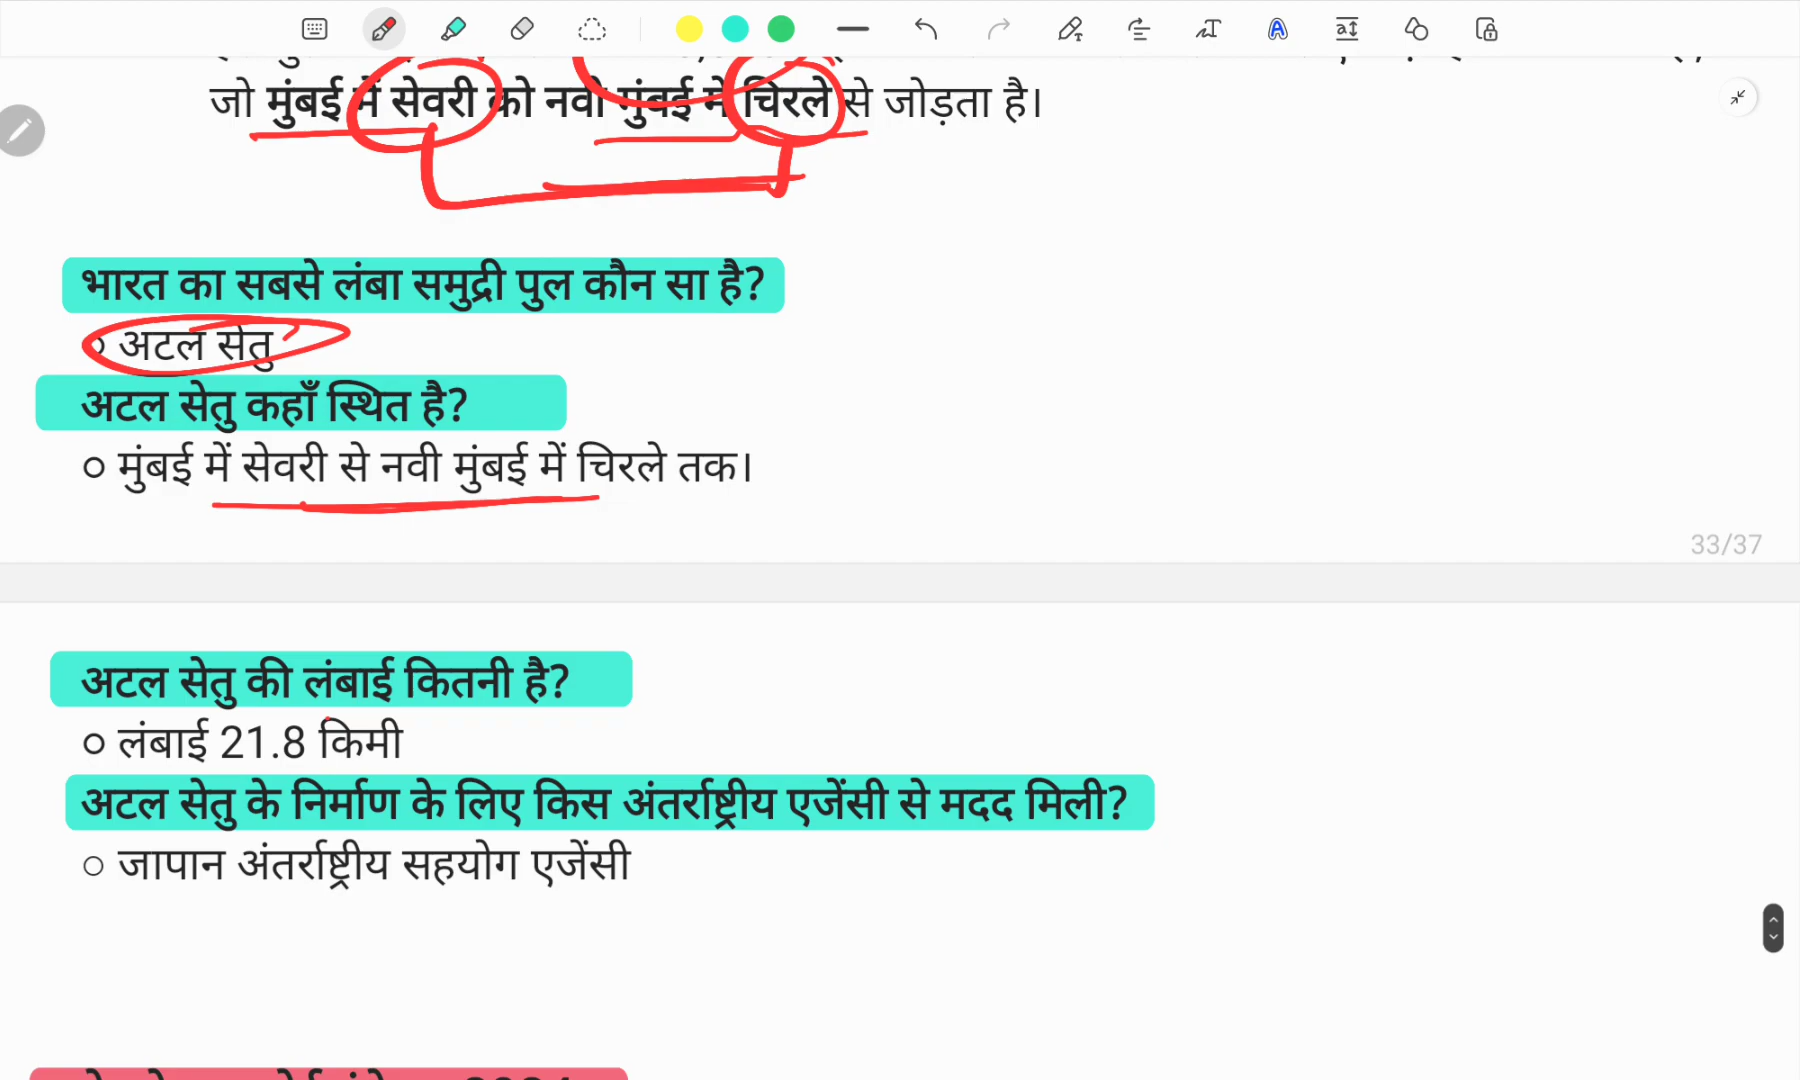 जो मुंबई में सेवरी को नवी मुंबई में चिरले से जोड़ता है।
भारत का सबसे लंबा समुद्री पुल कौन सा है?
○ अटल सेतु
अटल सेतु कहाँ स्थित है?
○ मुंबई में सेवरी से नवी मुंबई में चिरले तक।
33/37
अटल सेतु की लंबाई कितनी है?
○ लंबाई 21.8 किमी
अटल सेतु के निर्माण के लिए किस अंतर्राष्ट्रीय एजेंसी से मदद मिली?
○ जापान अंतर्राष्ट्रीय सहयोग एजेंसी